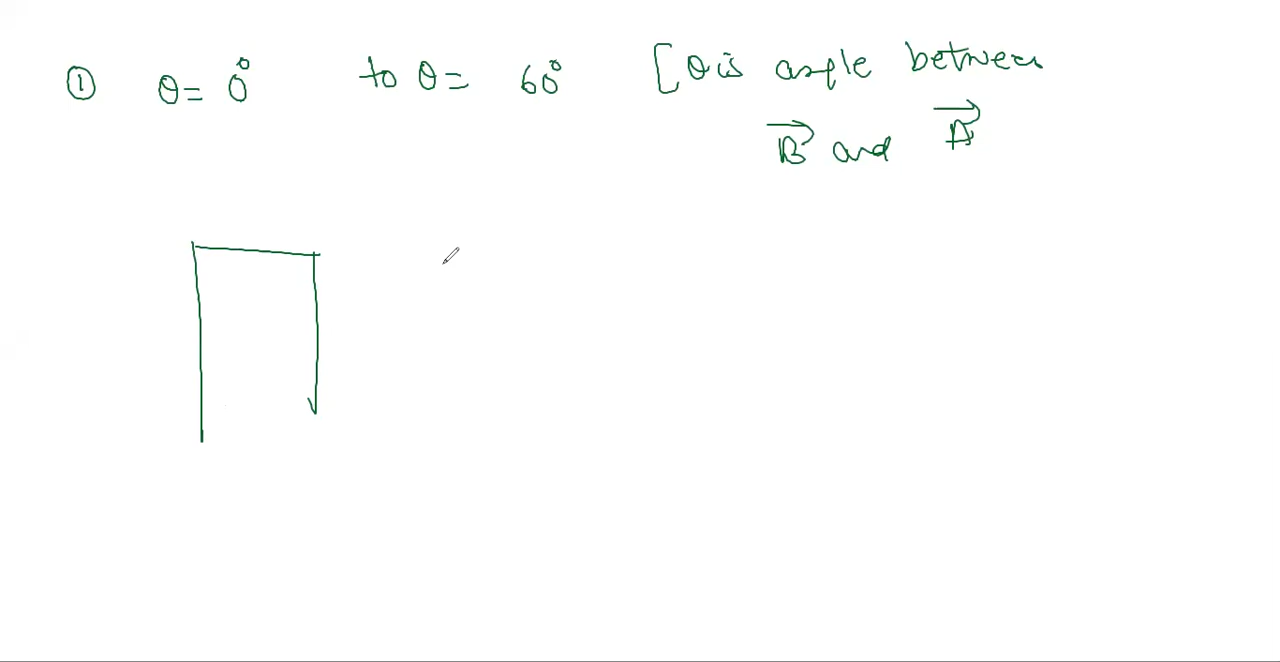 ① θ = 0° to θ = 60° [θ is angle between
B⃗ and A⃗